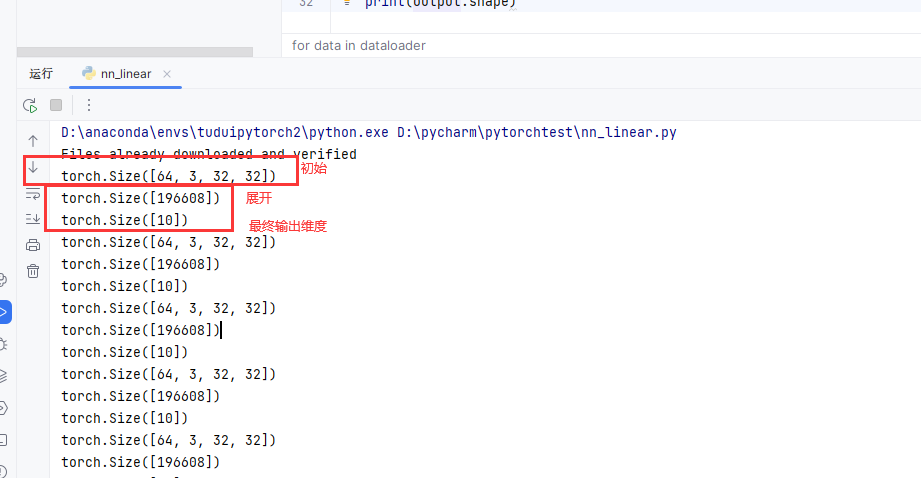 32 print(output.shape)
for data in dataloader
运行 nn_linear
D:\anaconda\envs\tuduipytorch2\python.exe D:\pycharm\pytorchtest\nn_linear.py
Files already downloaded and verified
torch.Size([64, 3, 32, 32]) 初始
torch.Size([196608]) 展开
torch.Size([10]) 最终输出维度
torch.Size([64, 3, 32, 32])
torch.Size([196608])
torch.Size([10])
torch.Size([64, 3, 32, 32])
torch.Size([196608])
torch.Size([10])
torch.Size([64, 3, 32, 32])
torch.Size([196608])
torch.Size([10])
torch.Size([64, 3, 32, 32])
torch.Size([196608])